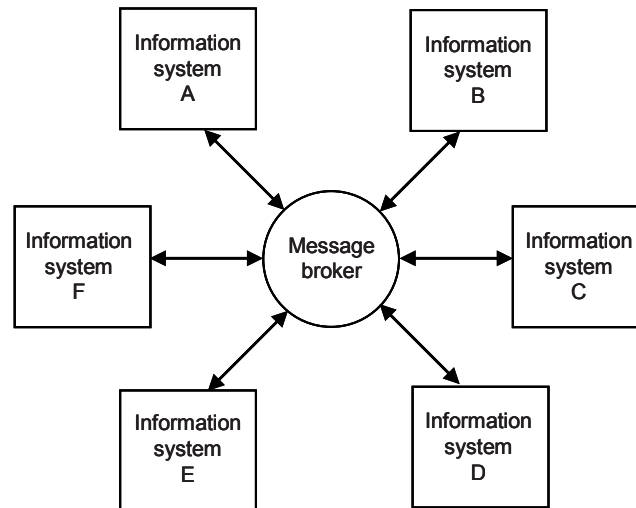 Information
system
A
Information
system
B
Information
system
F
Message
broker
Information
system
C
Information
system
E
Information
system
D